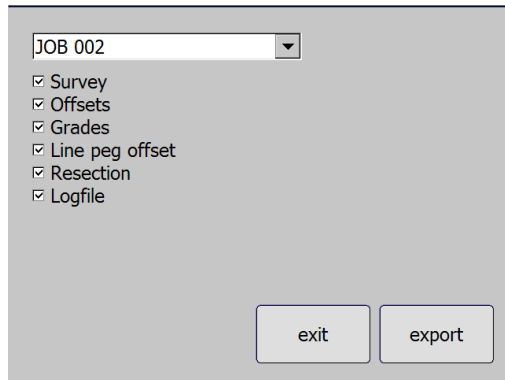 JOB 002
Survey
Offsets
Grades
Line peg offset
Resection
Logfile
exit export